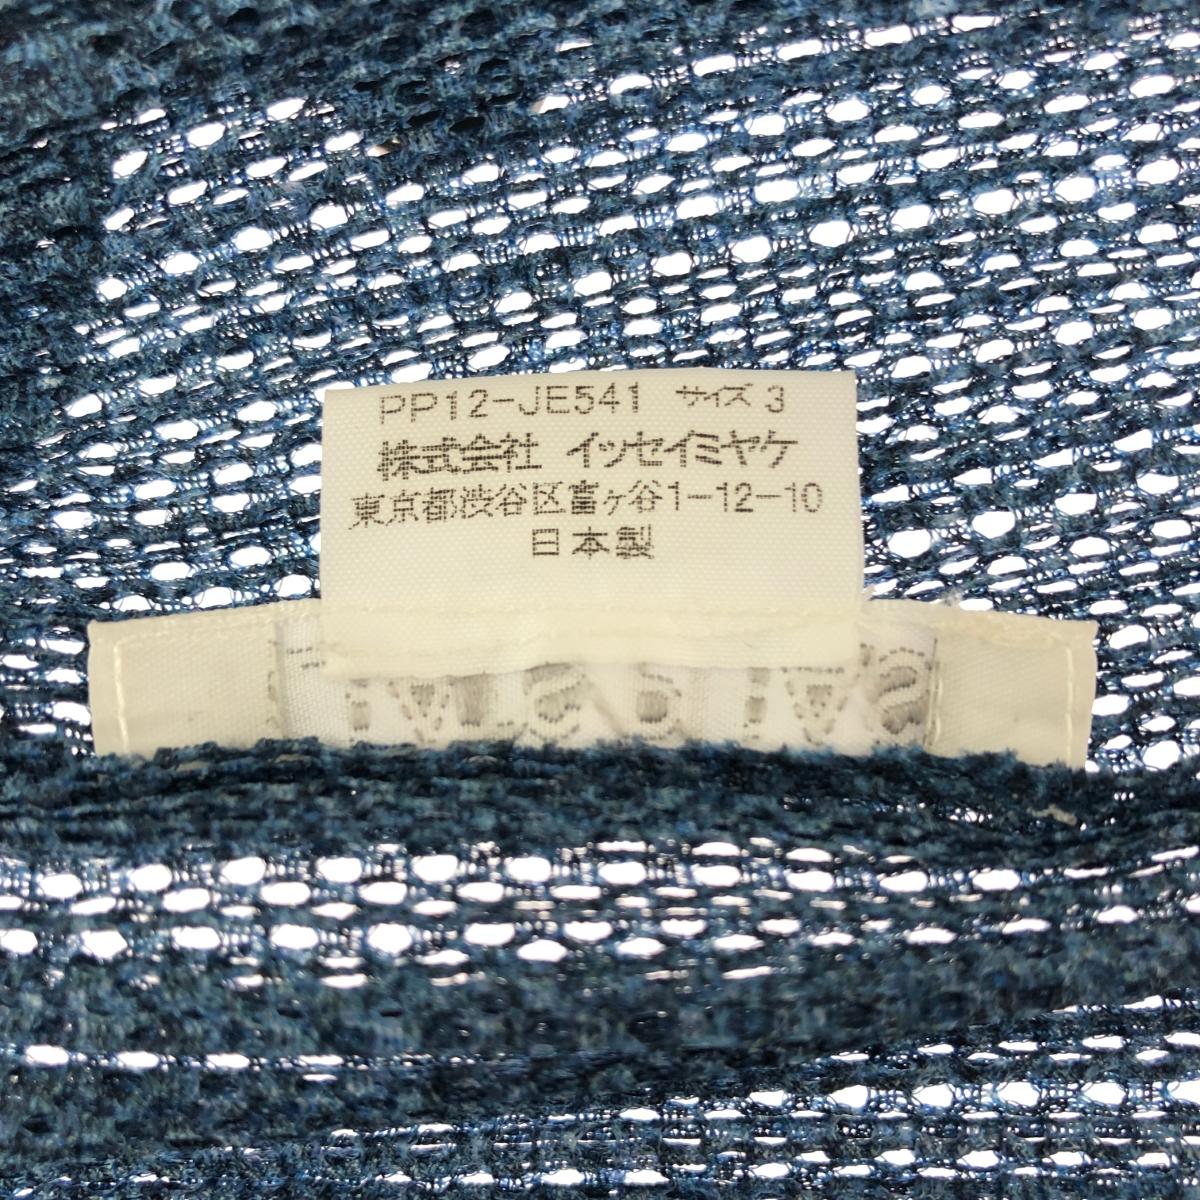 PP12-JE541 サイズ 3
株式会社 イッセイミヤケ
東京都渋谷区富ヶ谷1-12-10
日本製